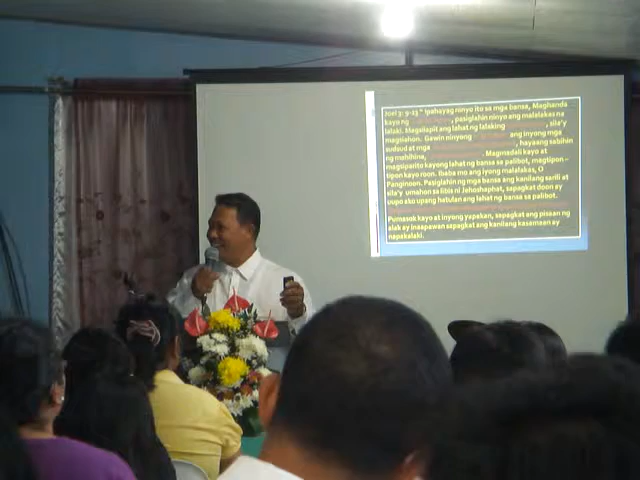 Joel 3: 9-13 " Ipahayag ninyo ito sa mga bansa, Maghanda
kayo ng , pasiglahin ninyo ang malalakas na
lalaki. Magsilapit ang lahat ng lalaking , sila'y
magsiahon. Gawin ninyong ang inyong mga
sudsud at mga , hayaang sabihin
ng mahihina, . Magmadali kayo at
magsiparito kayong lahat ng bansa sa palibot, magtipon –
tipon kayo roon. Ibaba mo ang iyong malalakas, O
Panginoon. Pasiglahin ng mga bansa ang kanilang sarili at
sila'y umahon sa libis ni Jehoshaphat, sapagkat doon ay
uupo ako upang hatulan ang lahat ng bansa sa palibot.
Pumasok kayo at inyong yapakan, sapagkat ang pisaan ng
alak ay inaapawan sapagkat ang kanilang kasamaan ay
napakalaki.